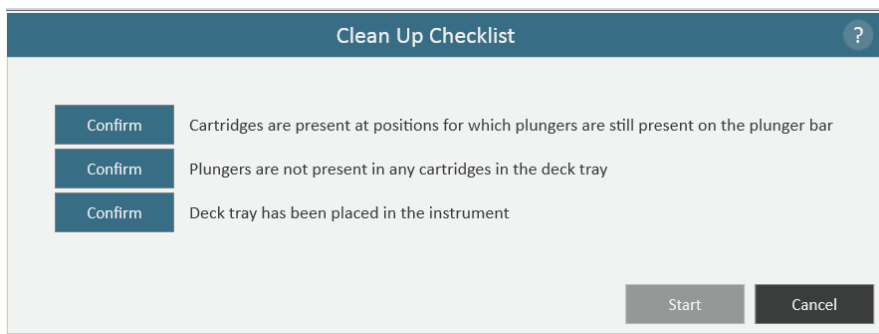 Clean Up Checklist
?
Confirm Cartridges are present at positions for which plungers are still present on the plunger bar
Confirm Plungers are not present in any cartridges in the deck tray
Confirm Deck tray has been placed in the instrument
Start Cancel